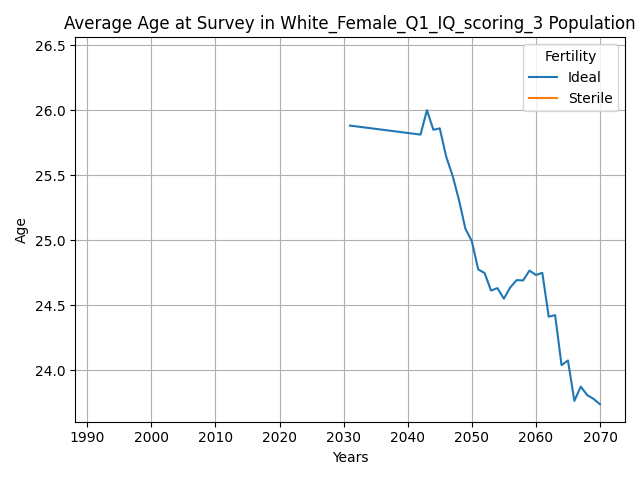 Average Age at Survey in White_Female_Q1_IQ_scoring_3 Population
Fertility
Ideal
Sterile
26.5
26.0
25.5
25.0
24.5
24.0
Age
1990 2000 2010 2020 2030 2040 2050 2060 2070
Years